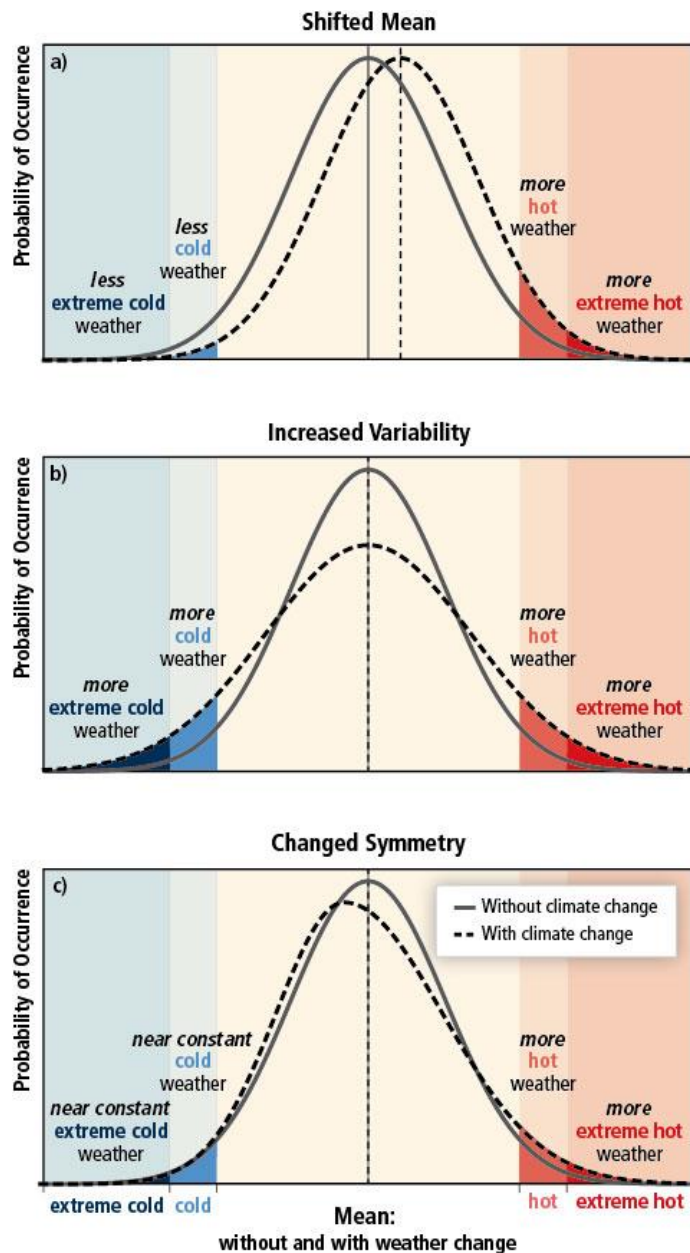 Shifted Mean
a)
Probability of Occurrence
less
cold
weather
less
extreme cold
weather
more
hot
weather
more
extreme hot
weather
Increased Variability
b)
Probability of Occurrence
more
cold
weather
more
extreme cold
weather
more
hot
weather
more
extreme hot
weather
Changed Symmetry
c)
Probability of Occurrence
Without climate change
With climate change
near constant
cold
weather
near constant
extreme cold
weather
more
hot
weather
more
extreme hot
weather
extreme cold
cold
Mean:
without and with weather change
hot
extreme hot